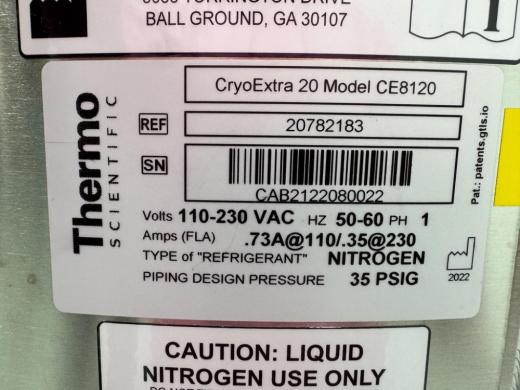 BALL GROUND, GA 30107
Thermo
SCIENTIFIC
CryoExtra 20 Model CE8120
REF 20782183
SN
CAB2122080022
Volts 110-230 VAC HZ 50-60 PH 1
Amps (FLA) .73A@110/.35@230
TYPE of "REFRIGERANT" NITROGEN
PIPING DESIGN PRESSURE 35 PSIG
2022
Pat.: patents.gtls.io
CAUTION: LIQUID
NITROGEN USE ONLY